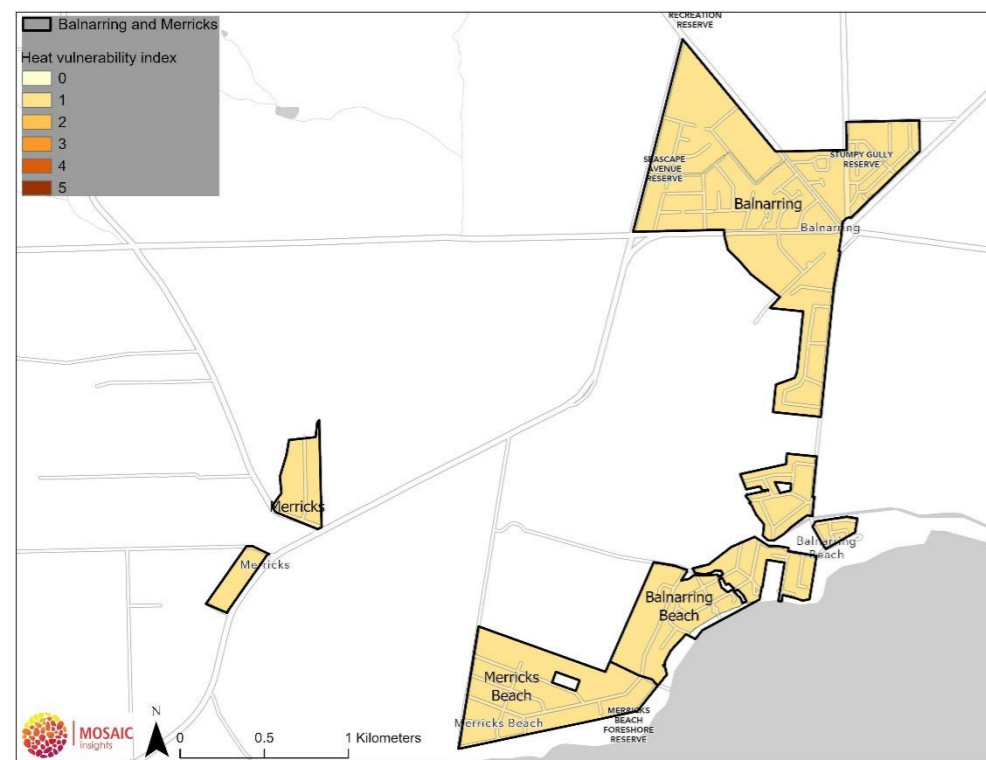 Balnarring and Merricks
Heat vulnerability index
0
1
2
3
4
5
RECREATION
RESERVE
STUMPY GULLY
RESERVE
SEASCAPE
AVENUE
RESERVE
Balnarring
Balnarring
Merricks
Merricks
Balnarring
Beach
Balnarring
Beach
Merricks
Beach
Merricks Beach
MERRICKS
BEACH
FORESHORE
RESERVE
MOSAIC
insights
N
0 0.5 1 Kilometers